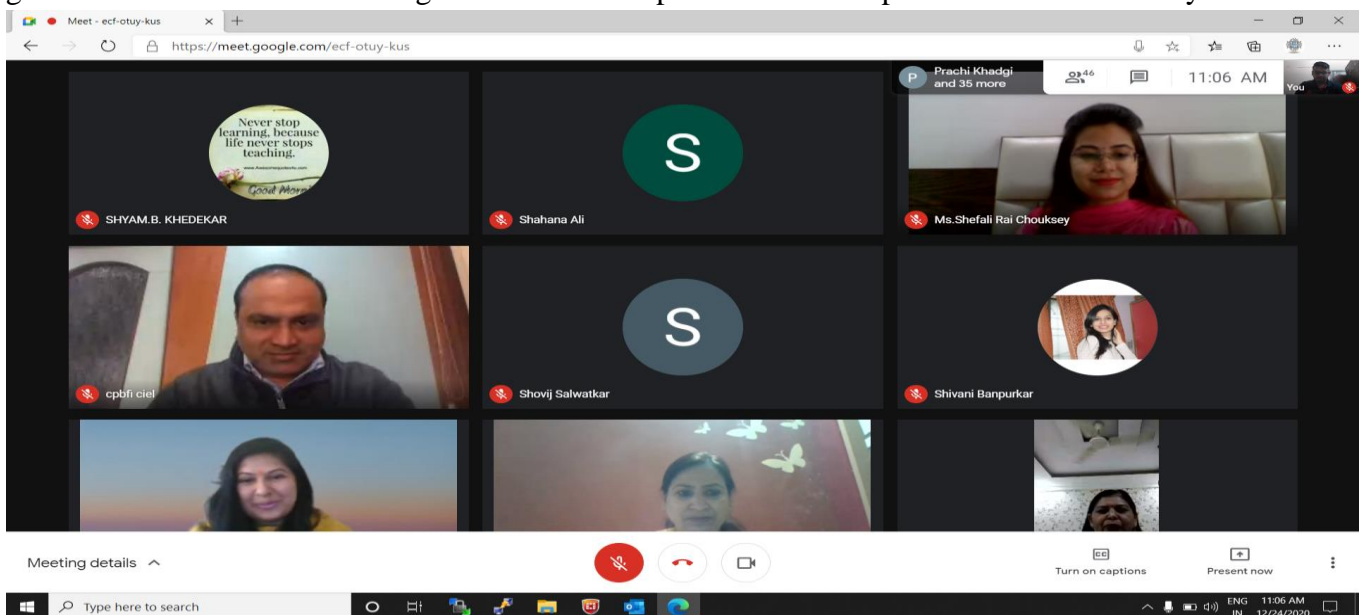 Meet - ecf-otuy-kus
https://meet.google.com/ecf-otuy-kus
Prachi Khadgi
and 35 more
P
46
11:06 AM
You
Never stop
learning, because
life never stops
teaching.
Good Morni
SHYAM.B. KHEDEKAR
S
Shahana Ali
Ms.Shefali Rai Chouksey
cpbfi ciel
S
Shovij Salwatkar
Shivani Banpurkar
Meeting details
Turn on captions
Present now
Type here to search
ENG
IN
11:06 AM
12/24/2020